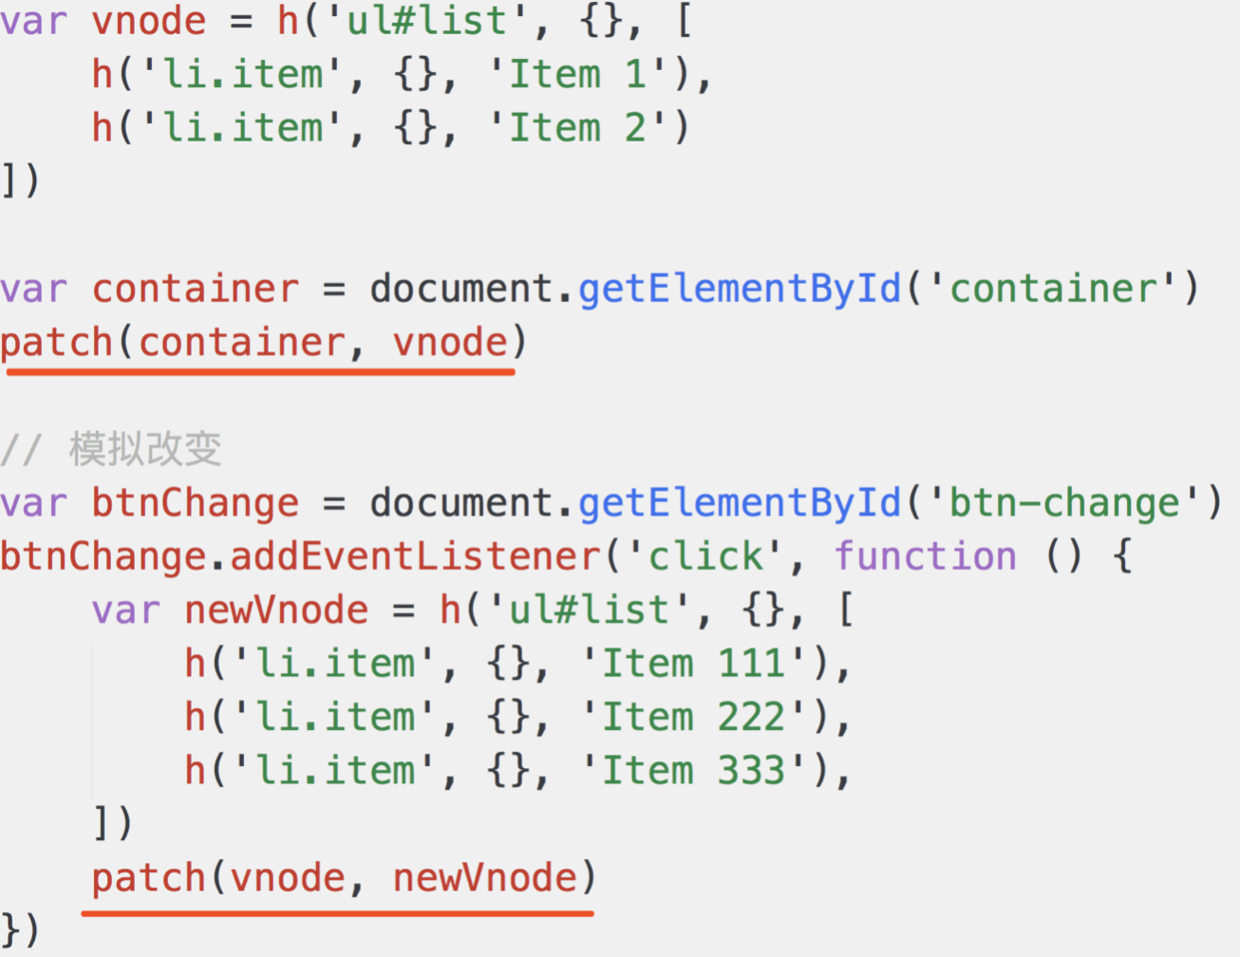 var vnode = h('ul#list', {}, [
    h('li.item', {}, 'Item 1'),
    h('li.item', {}, 'Item 2')
])
var container = document.getElementById('container')
patch(container, vnode)
// 模拟改变
var btnChange = document.getElementById('btn-change')
btnChange.addEventListener('click', function () {
    var newVnode = h('ul#list', {}, [
        h('li.item', {}, 'Item 111'),
        h('li.item', {}, 'Item 222'),
        h('li.item', {}, 'Item 333'),
    ])
    patch(vnode, newVnode)
})